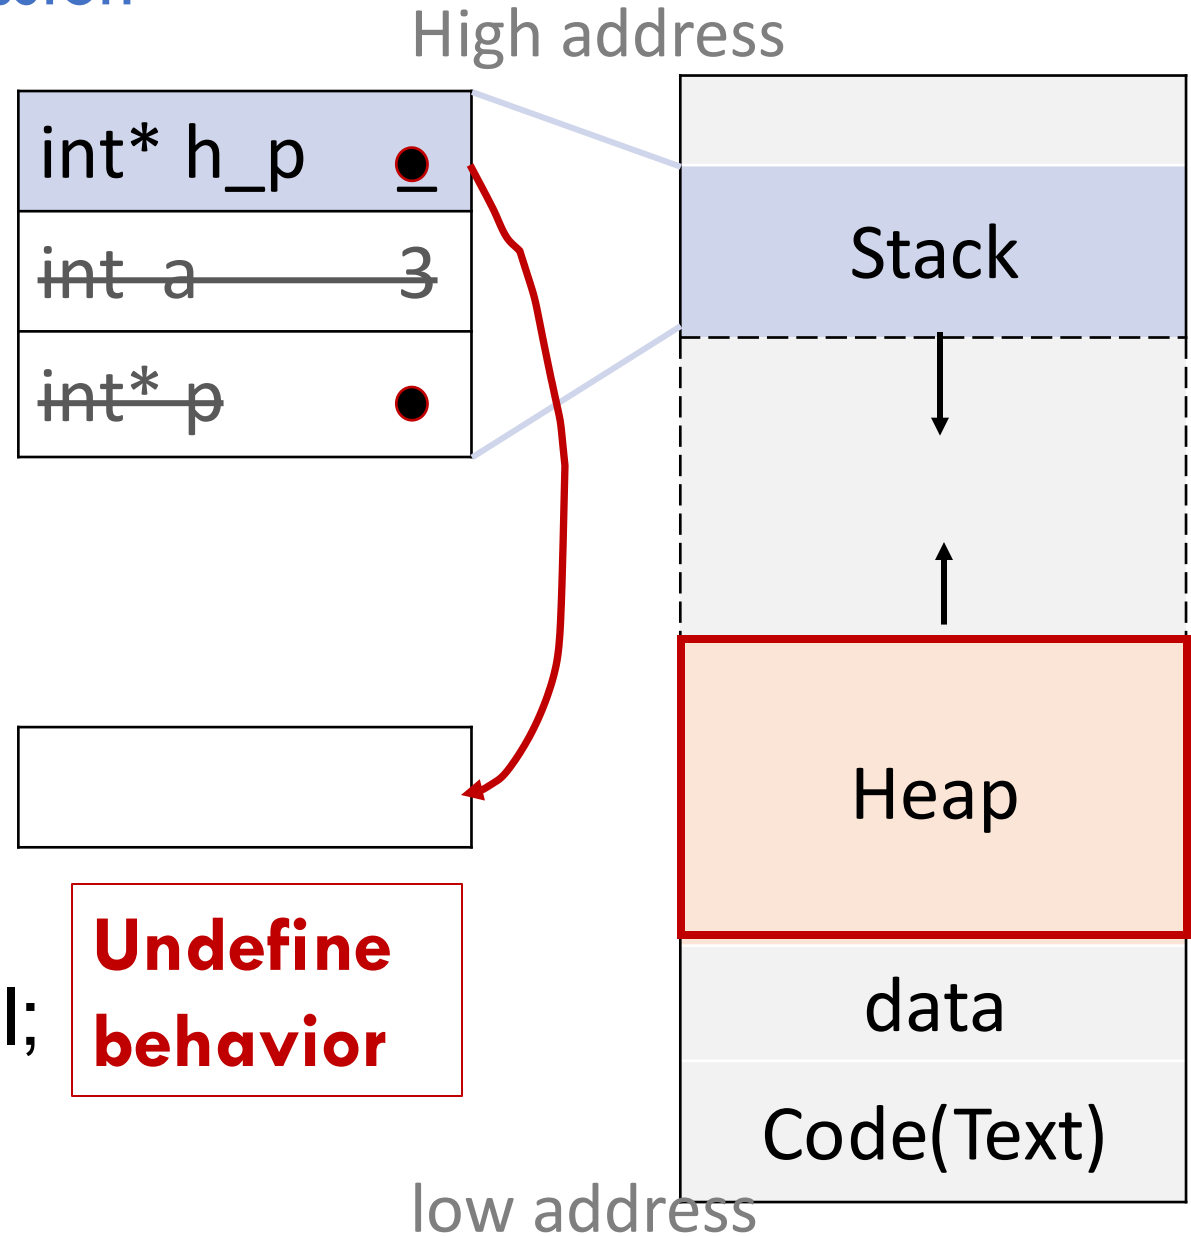 High address
int* h_p
int a 3
int* p
Stack
Heap
Undefine
behavior
l;
data
Code(Text)
low address